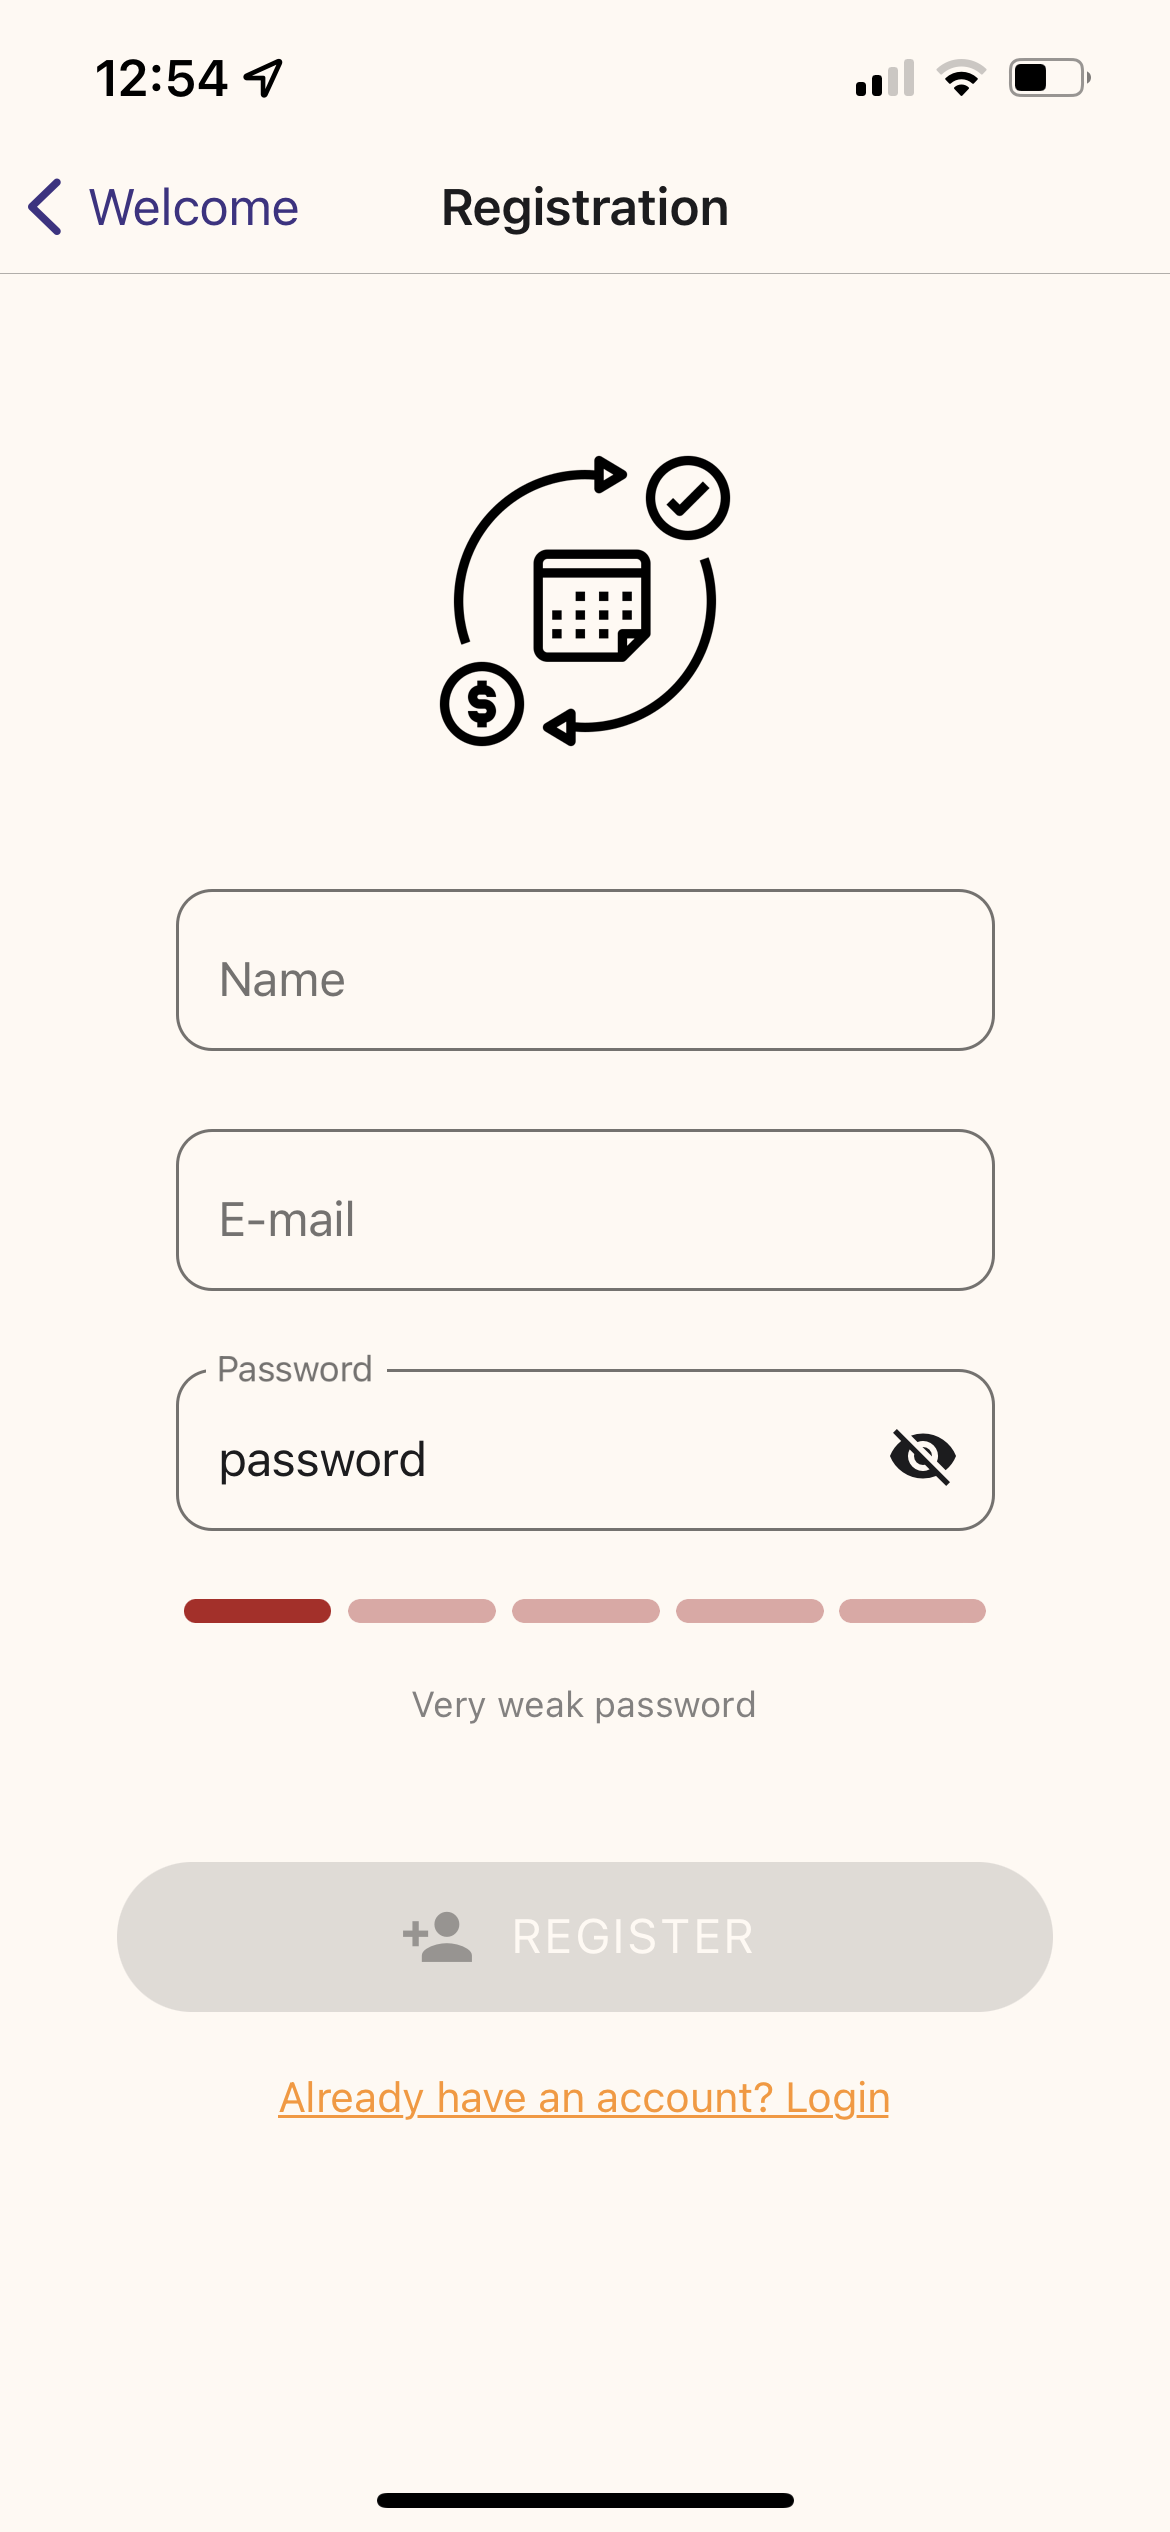 12:54
Welcome
Registration
$
Name
E-mail
Password
password
Very weak password
REGISTER
Already have an account? Login